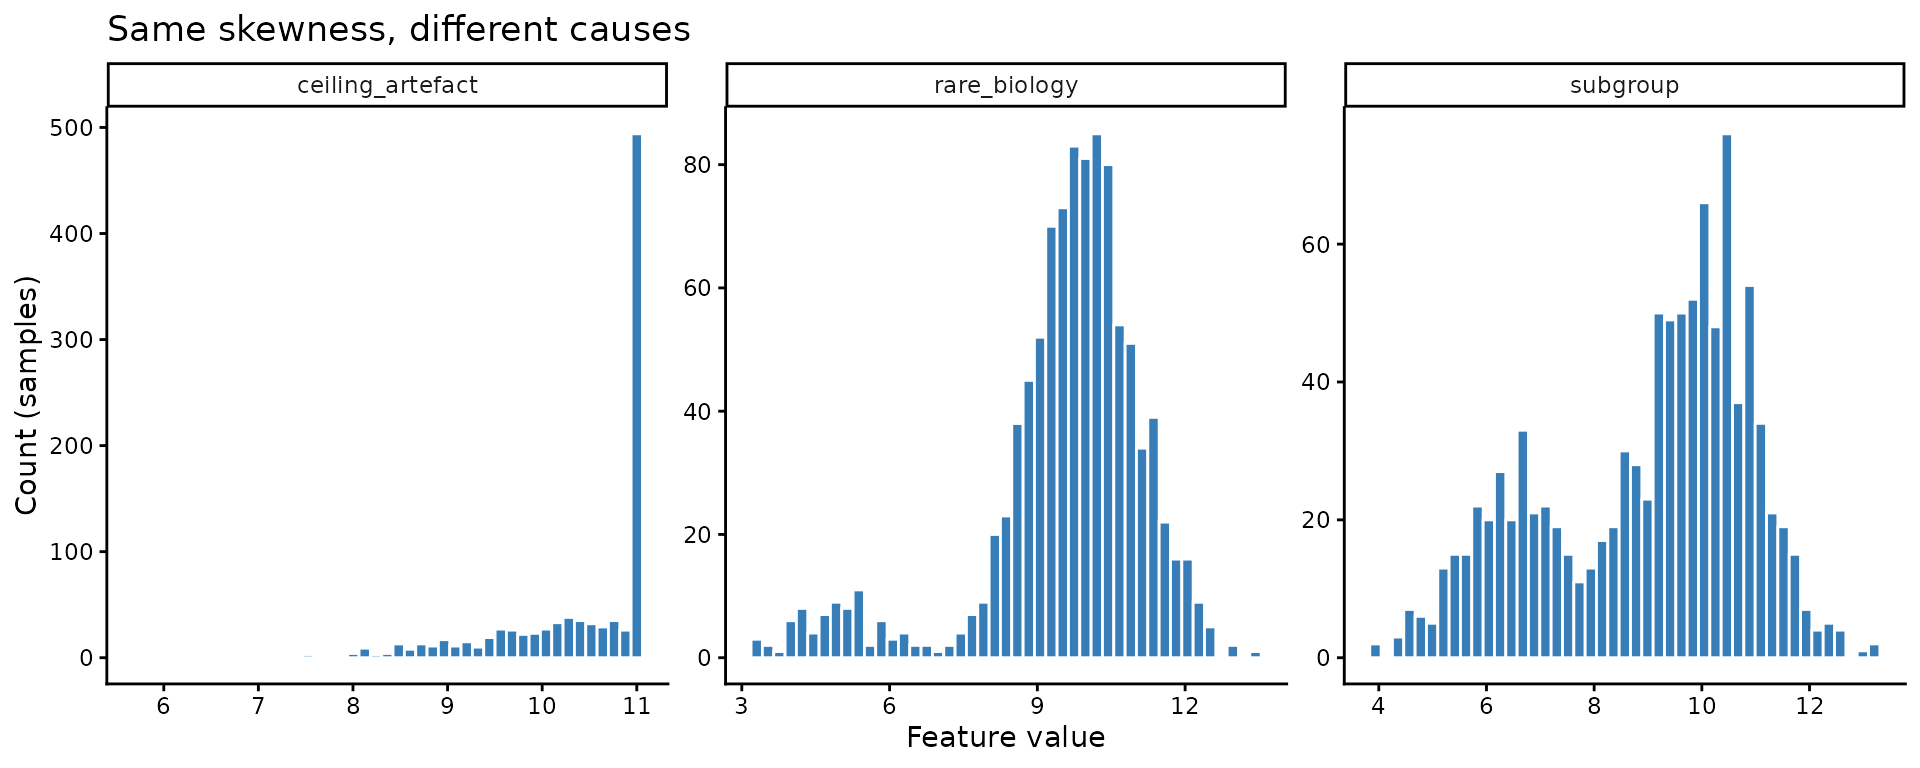 Same skewness, different causes
ceiling_artefact
rare_biology
subgroup
Count (samples)
500
400
300
200
100
0
6 7 8 9 10 11
80
60
40
20
0
3 6 9 12
60
40
20
0
4 6 8 10 12
Feature value